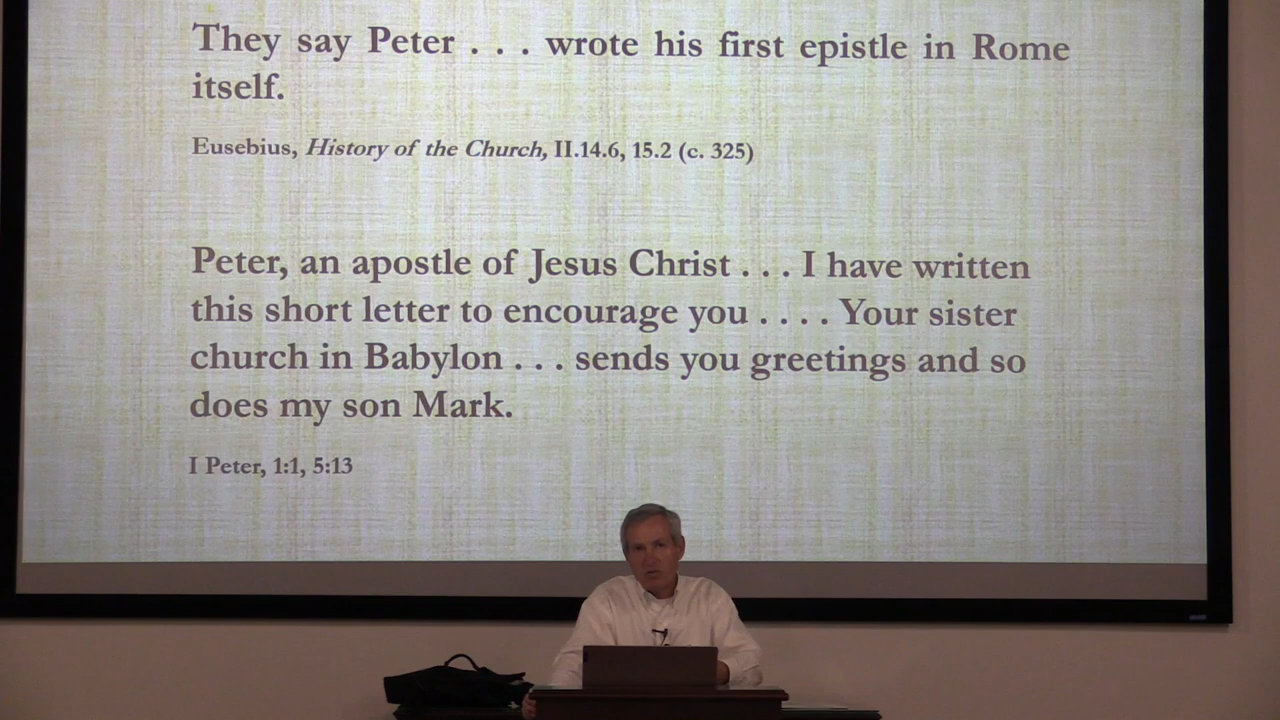 They say Peter . . . wrote his first epistle in Rome
itself.
Eusebius, History of the Church, II.14.6, 15.2 (c. 325)
Peter, an apostle of Jesus Christ . . . I have written
this short letter to encourage you . . . . Your sister
church in Babylon . . . sends you greetings and so
does my son Mark.
I Peter, 1:1, 5:13